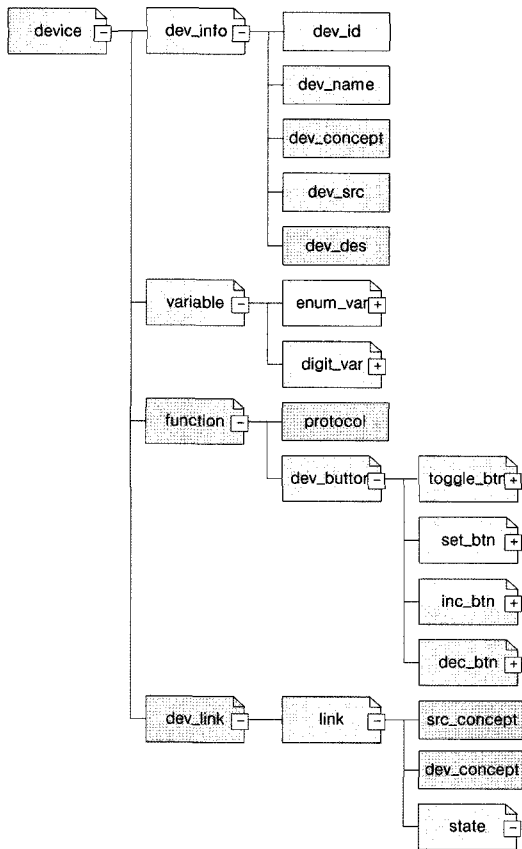 device
dev_info
dev_id
dev_name
dev_concept
dev_src
dev_des
variable
enum_var
digit_var
function
protocol
dev_button
toggle_btn
set_btn
inc_btn
dec_btn
dev_link
link
src_concept
dev_concept
state